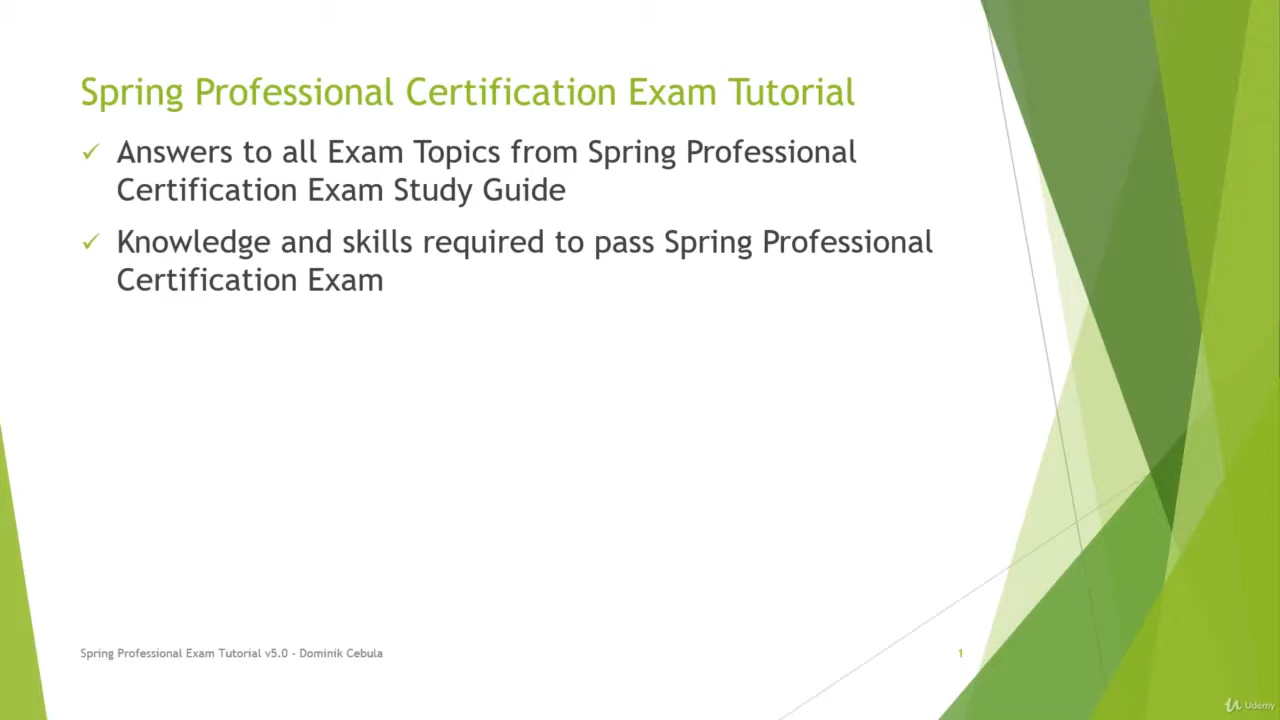 Spring Professional Certification Exam Tutorial
✓ Answers to all Exam Topics from Spring Professional
Certification Exam Study Guide
✓ Knowledge and skills required to pass Spring Professional
Certification Exam
Spring Professional Exam Tutorial v5.0 - Dominik Cebula
1
Udemy